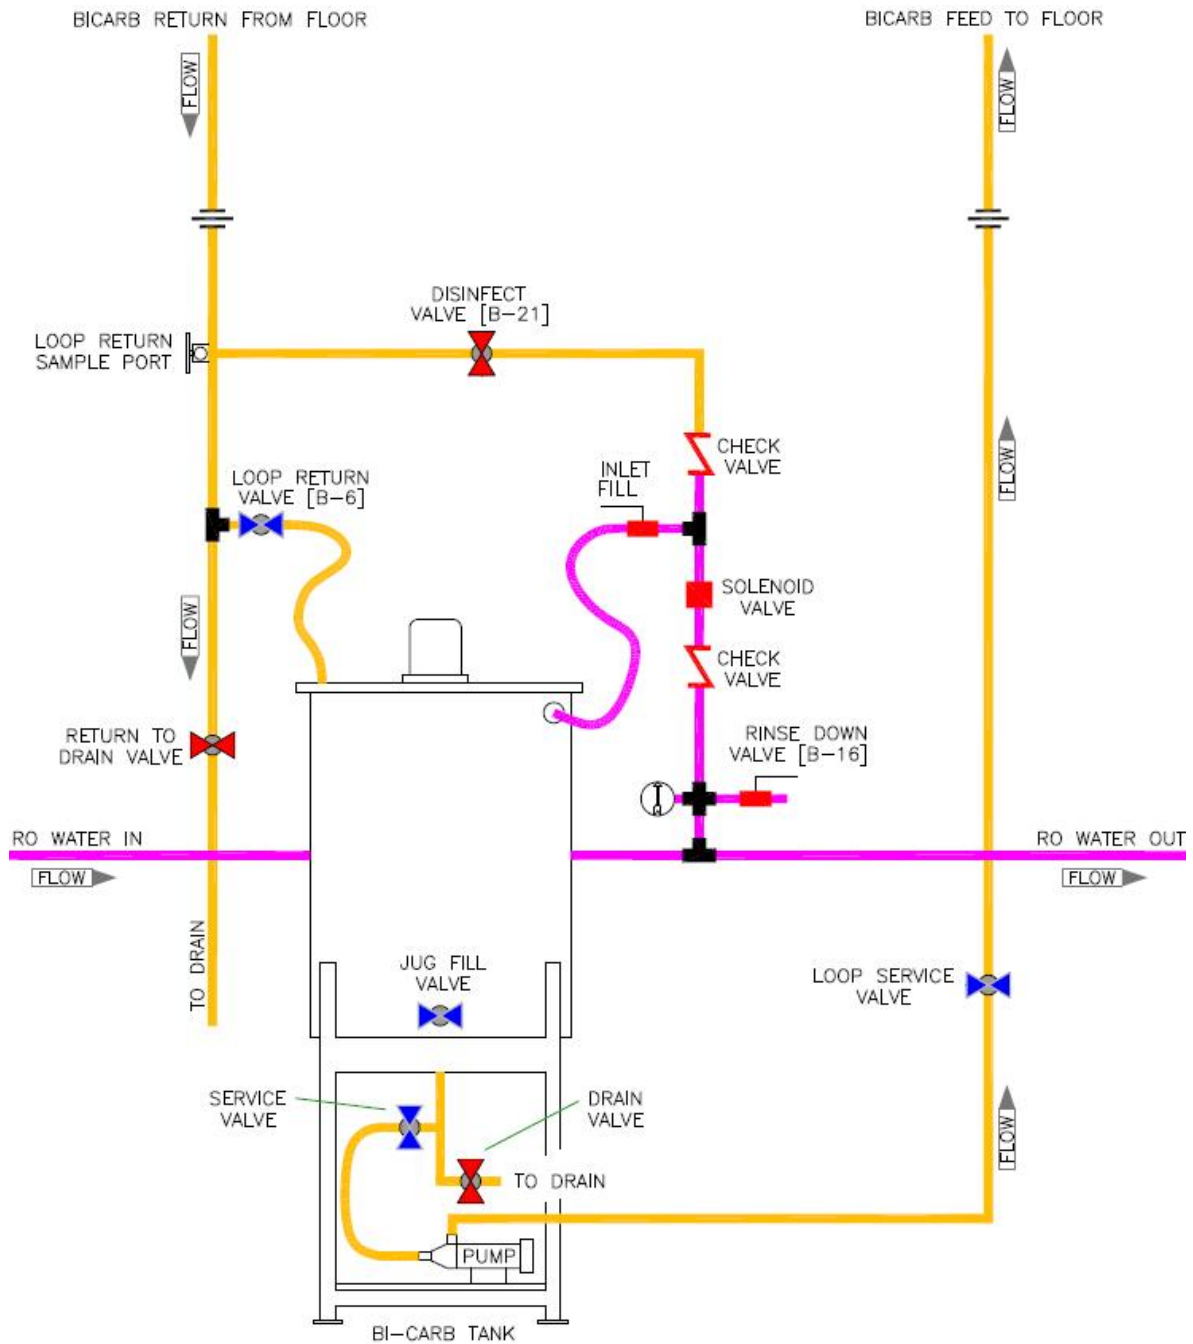 BICARB RETURN FROM FLOOR
BICARB FEED TO FLOOR
FLOW
FLOW
DISINFECT
VALVE [B-21]
LOOP RETURN
SAMPLE PORT
CHECK
VALVE
LOOP RETURN
VALVE [B-6]
INLET
FILL
FLOW
SOLENOID
VALVE
FLOW
CHECK
VALVE
RETURN TO
DRAIN VALVE
RINSE DOWN
VALVE [B-16]
RO WATER IN
RO WATER OUT
FLOW
FLOW
TO DRAIN
JUG FILL
VALVE
LOOP SERVICE
VALVE
SERVICE
VALVE
DRAIN
VALVE
FLOW
TO DRAIN
PUMP
BI-CARB TANK